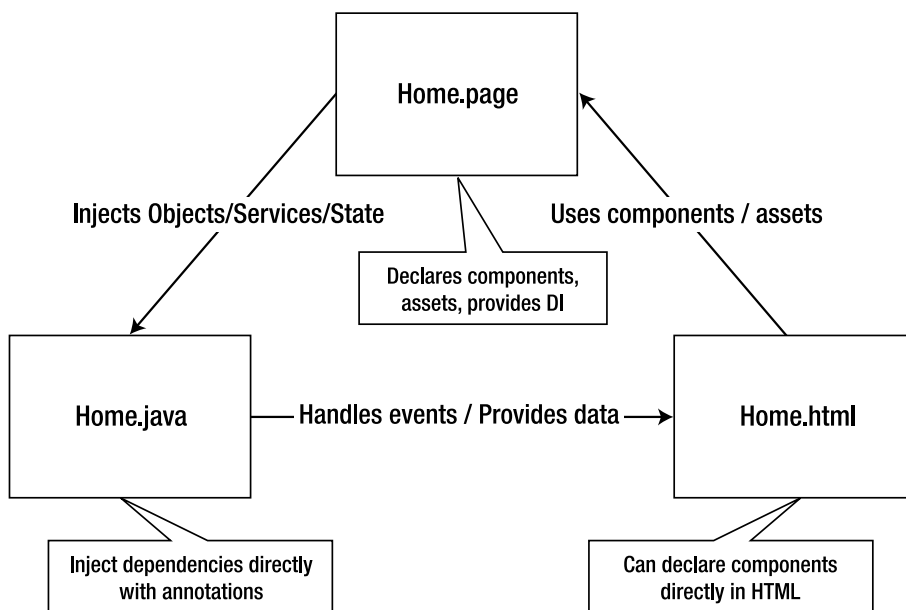 Home.page
Injects Objects/Services/State
Uses components / assets
Declares components,
assets, provides DI
Home.java
Handles events / Provides data
Home.html
Inject dependencies directly
with annotations
Can declare components
directly in HTML